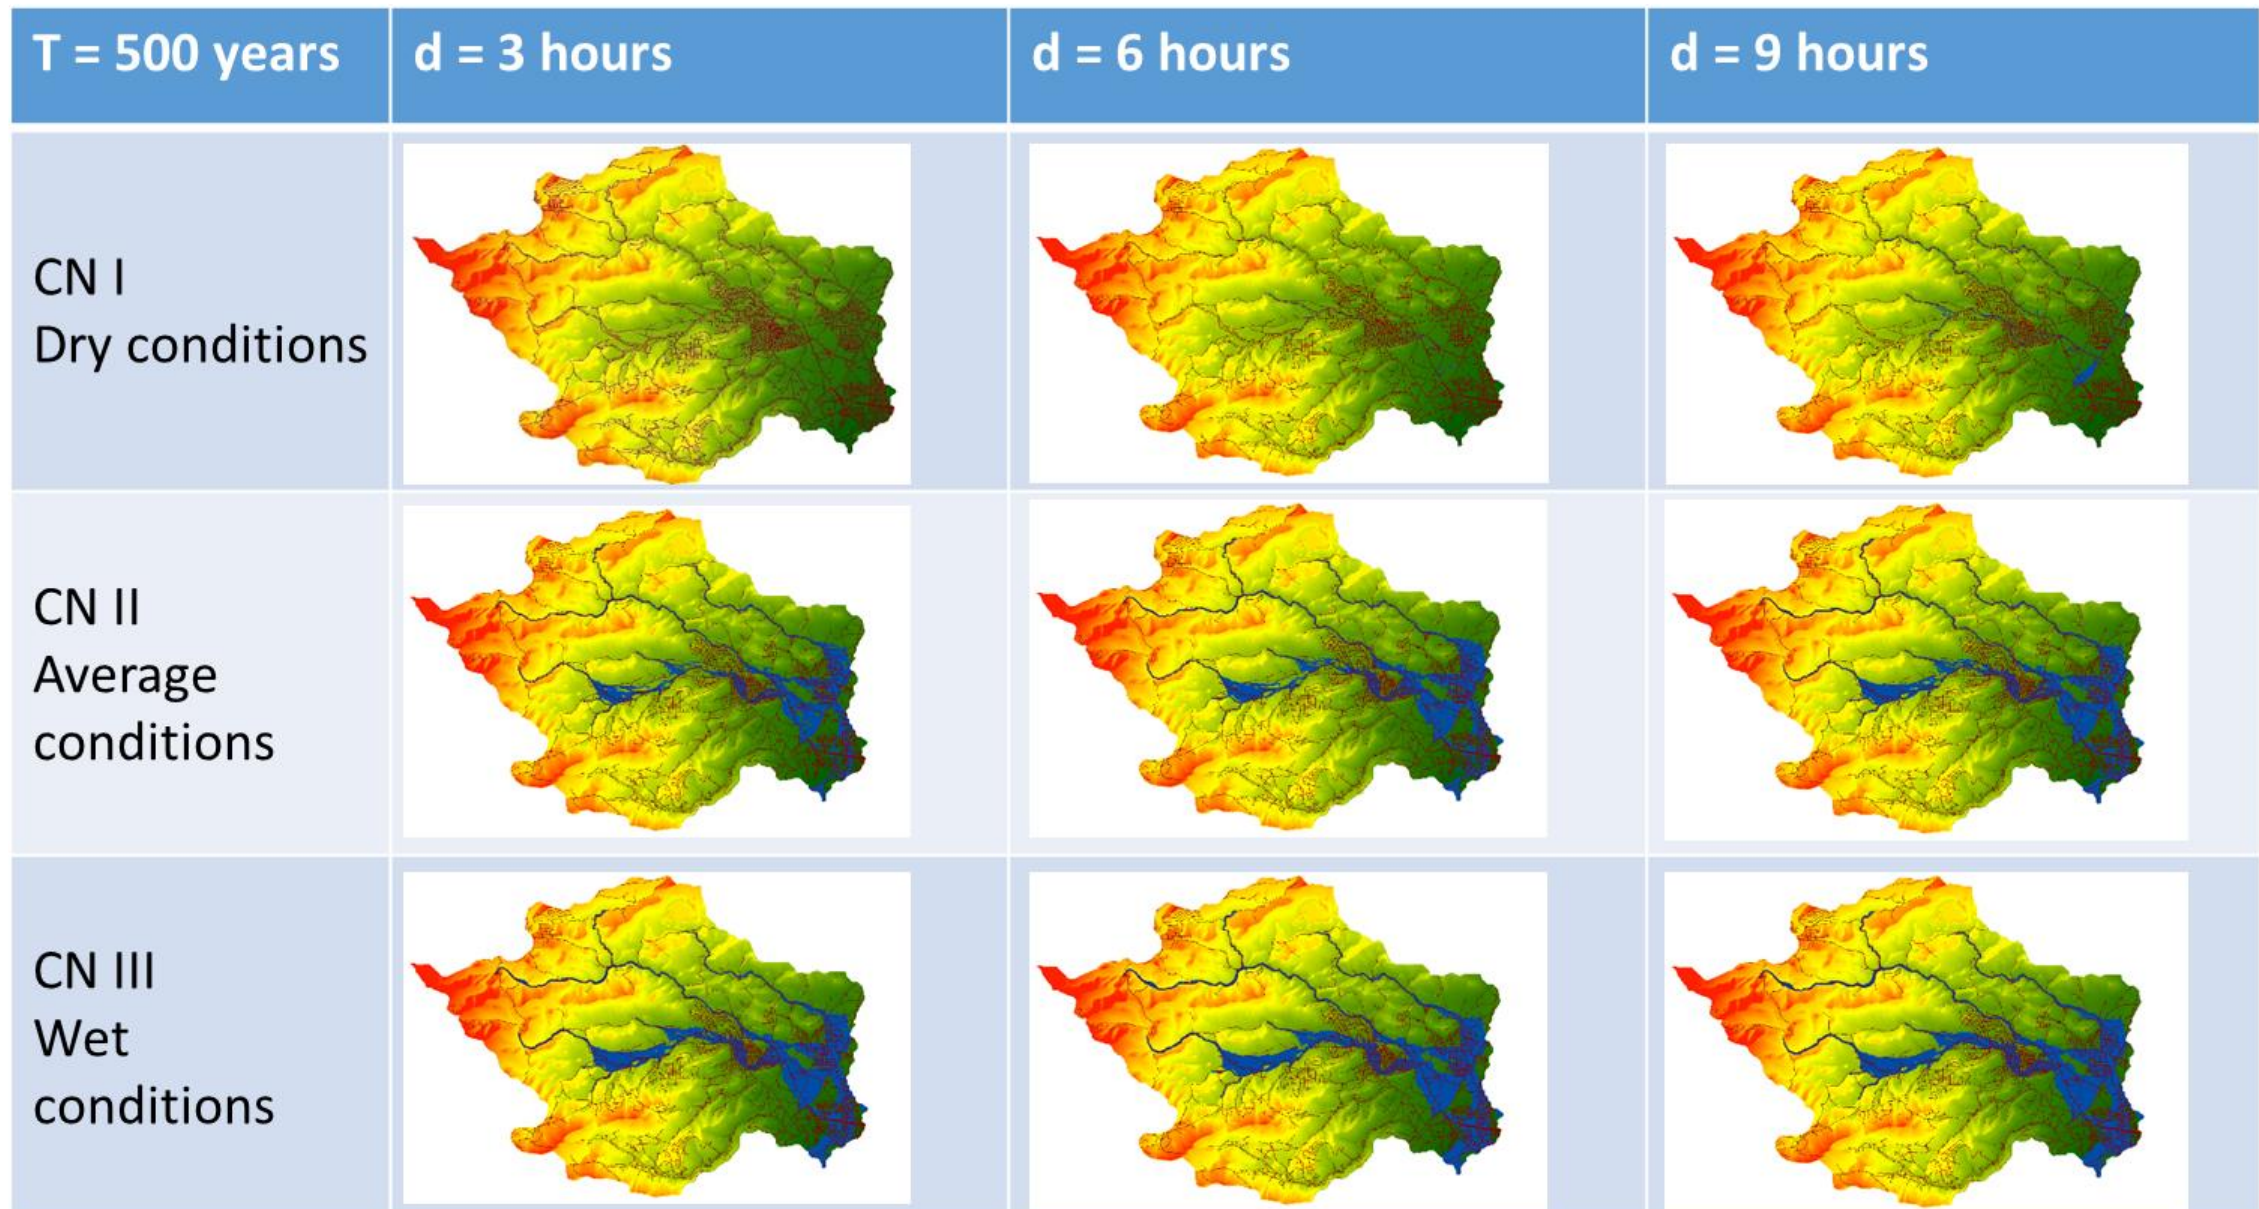 T = 500 years
d = 3 hours
d = 6 hours
d = 9 hours
CN I
Dry conditions
CN II
Average
conditions
CN III
Wet
conditions